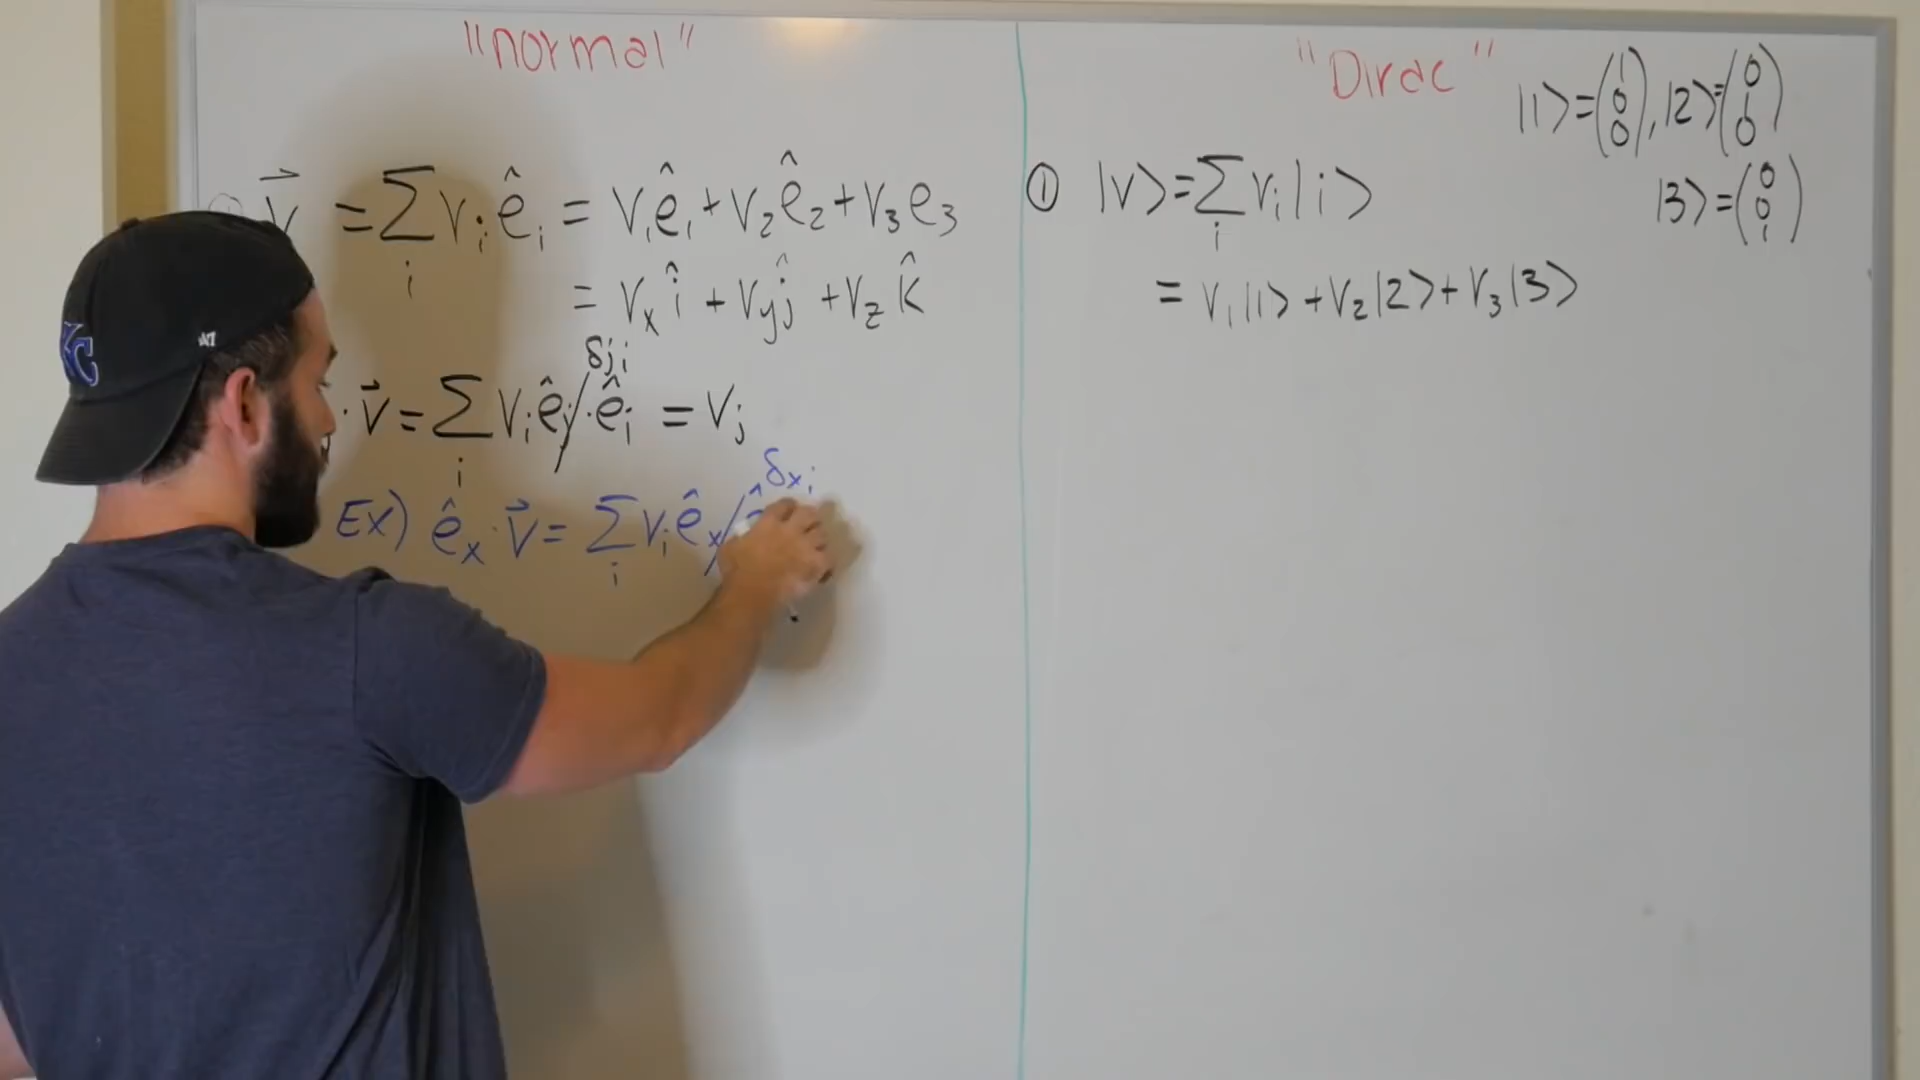 "normal"
v⃗ = ∑ᵢ vᵢ êᵢ = v₁ê₁ + v₂ê₂ + v₃e₃
= vₓ î + v_y ĵ + v_z k̂
δⱼᵢ
· v⃗ = ∑ᵢ vᵢ êⱼ · êᵢ = vⱼ
δₓᵢ
Ex) êₓ · v⃗ = ∑ᵢ vᵢ êₓ
"Dirac"
|1> = (1 0 0), |2> = (0 1 0)
|3> = (0 0 1)
① |v> = ∑ᵢ vᵢ |i>
= v₁|1> + v₂|2> + v₃|3>
KC
47